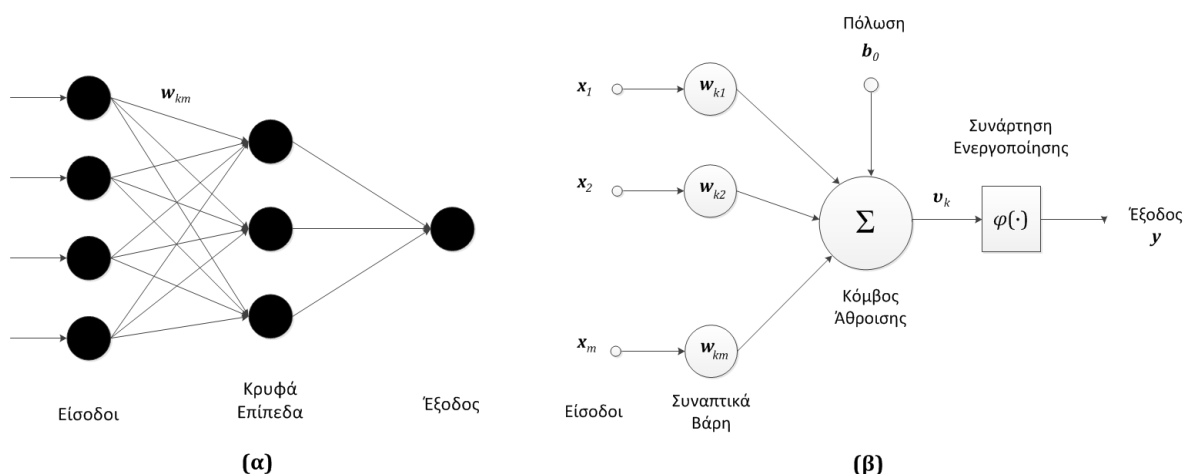 w_km
Είσοδοι
Κρυφά
Επίπεδα
Έξοδος
(α)
Πόλωση
b_0
x_1
w_k1
x_2
w_k2
x_m
w_km
Σ
υ_k
Συνάρτηση
Ενεργοποίησης
φ(·)
Έξοδος
y
Κόμβος
Άθροισης
Είσοδοι
Συναπτικά
Βάρη
(β)